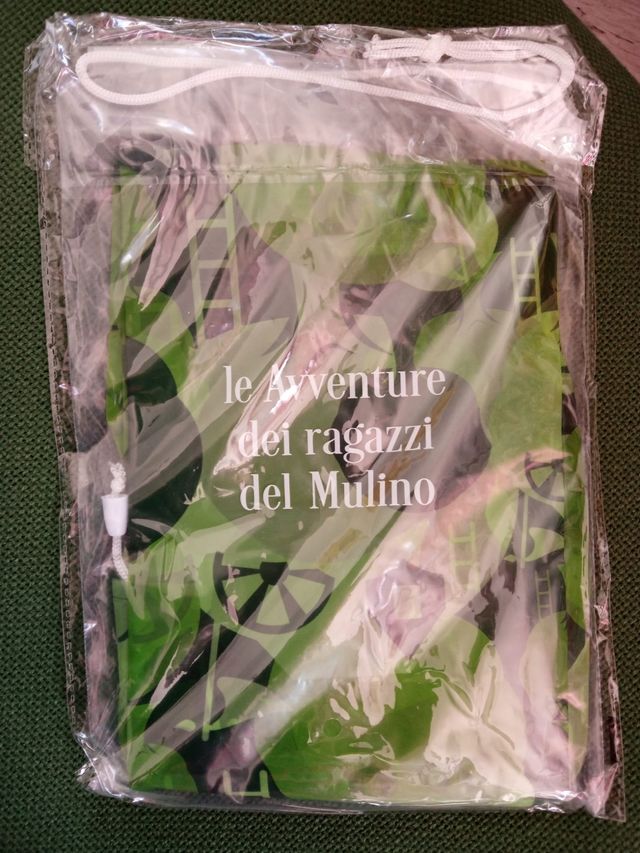 le Avventure
dei ragazzi
del Mulino